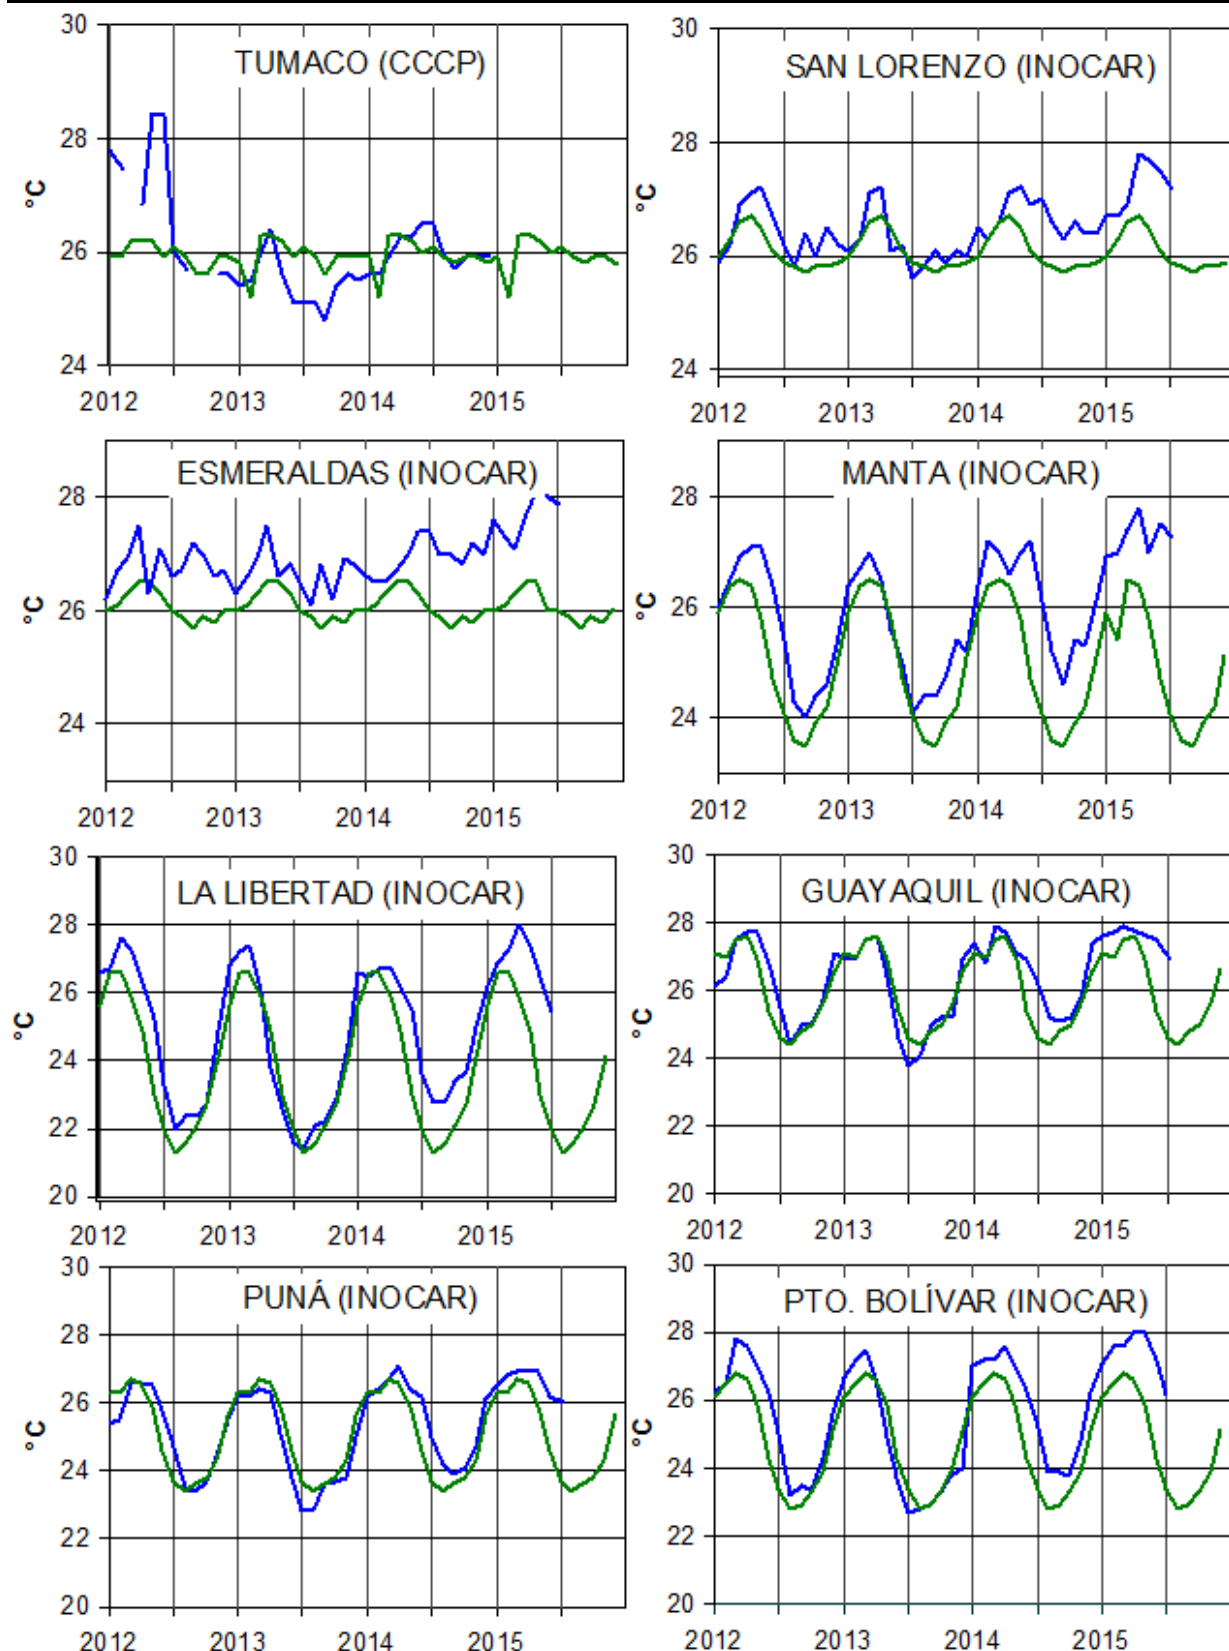 30
TUMACO (CCCP)
28
°C
26
24
2012 2013 2014 2015
30
SAN LORENZO (INOCAR)
28
°C
26
24
2012 2013 2014 2015
ESMERALDAS (INOCAR)
28
26
24
2012 2013 2014 2015
MANTA (INOCAR)
28
°C
26
24
2012 2013 2014 2015
30
LA LIBERTAD (INOCAR)
28
26
°C
24
22
20
2012 2013 2014 2015
30
GUAYAQUIL (INOCAR)
28
26
°C
24
22
20
2012 2013 2014 2015
30
PUNÁ (INOCAR)
28
26
°C
24
22
20
2012 2013 2014 2015
30
PTO. BOLÍVAR (INOCAR)
28
26
°C
24
22
20
2012 2013 2014 2015